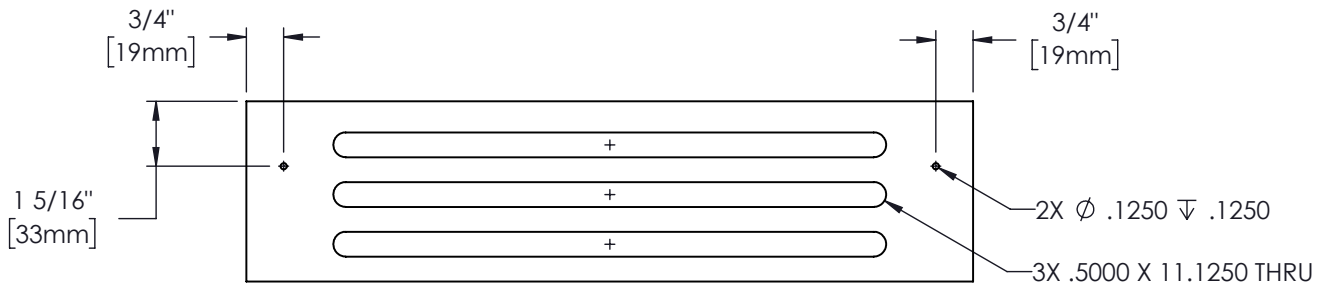 3/4"
[19mm]
3/4"
[19mm]
1 5/16"
[33mm]
2X ∅ .1250 ↧ .1250
3X .5000 X 11.1250 THRU